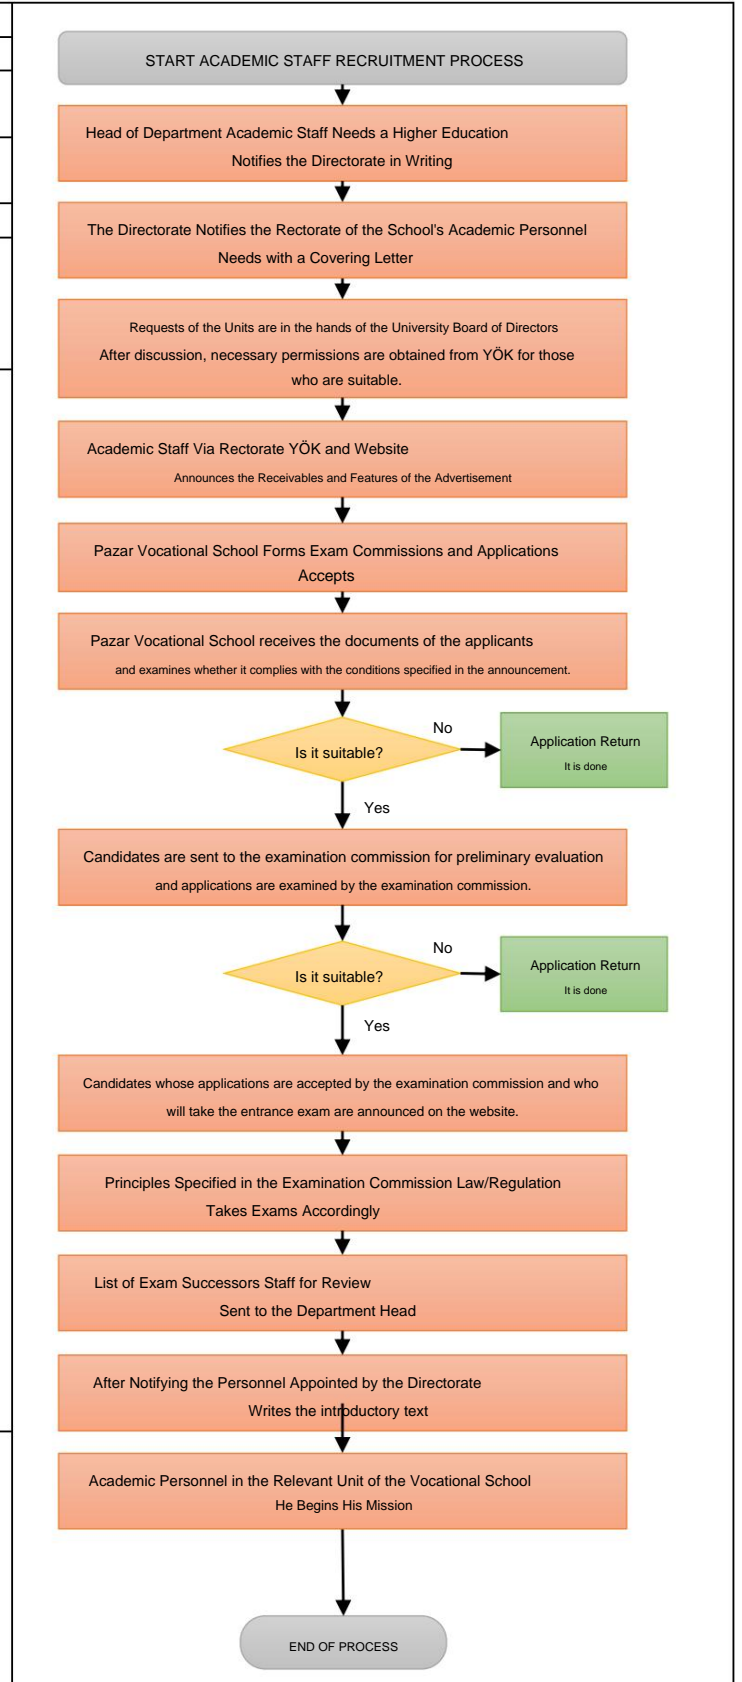 START ACADEMIC STAFF RECRUITMENT PROCESS
Head of Department Academic Staff Needs a Higher Education
Notifies the Directorate in Writing
The Directorate Notifies the Rectorate of the School's Academic Personnel
Needs with a Covering Letter
Requests of the Units are in the hands of the University Board of Directors
After discussion, necessary permissions are obtained from YÖK for those
who are suitable.
Academic Staff Via Rectorate YÖK and Website
Announces the Receivables and Features of the Advertisement
Pazar Vocational School Forms Exam Commissions and Applications
Accepts
Pazar Vocational School receives the documents of the applicants
and examines whether it complies with the conditions specified in the announcement.
Is it suitable?
No
Application Return
It is done
Yes
Candidates are sent to the examination commission for preliminary evaluation
and applications are examined by the examination commission.
Is it suitable?
No
Application Return
It is done
Yes
Candidates whose applications are accepted by the examination commission and who
will take the entrance exam are announced on the website.
Principles Specified in the Examination Commission Law/Regulation
Takes Exams Accordingly
List of Exam Successors Staff for Review
Sent to the Department Head
After Notifying the Personnel Appointed by the Directorate
Writes the introductory text
Academic Personnel in the Relevant Unit of the Vocational School
He Begins His Mission
END OF PROCESS